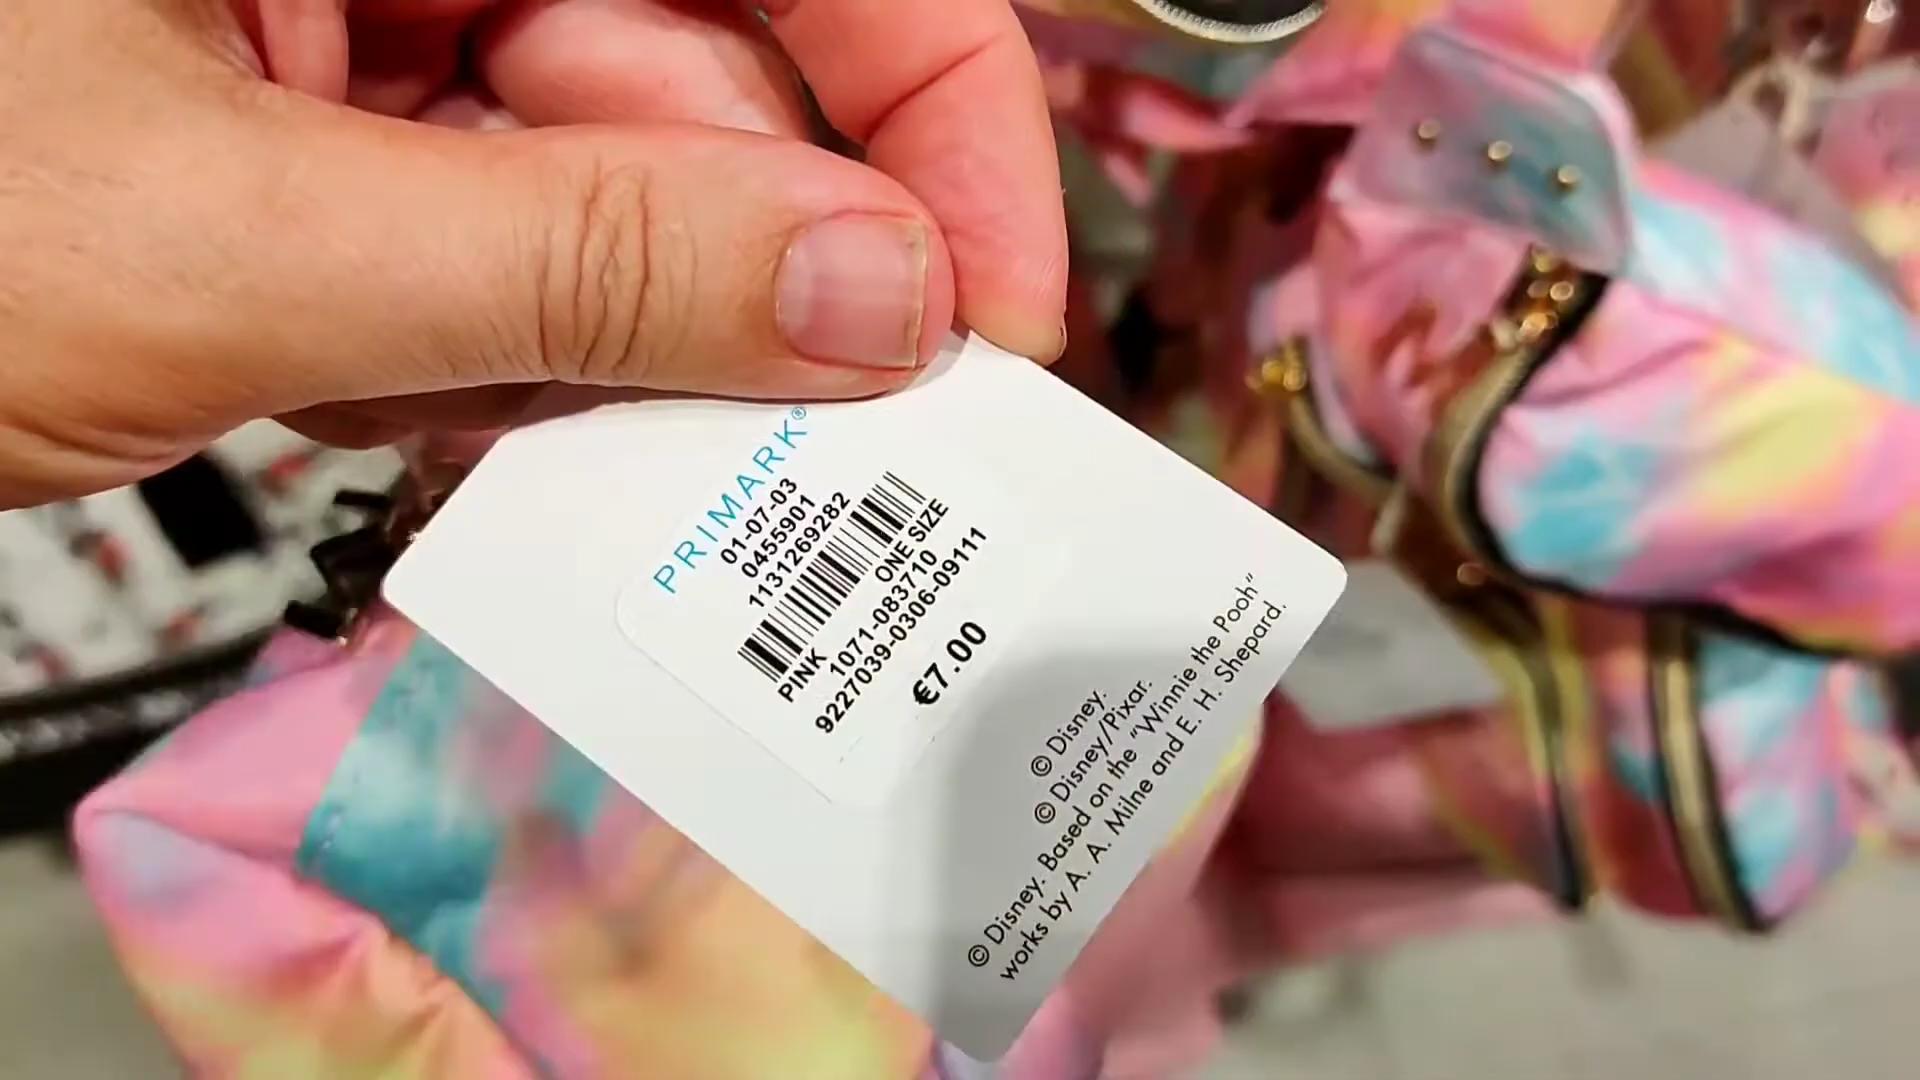 PRIMARK®
01-07-03
0455901
1131269282
PINK ONE SIZE
1071-083710
9227039-0306-09111
€7.00
© Disney.
© Disney/Pixar.
© Disney. Based on the “Winnie the Pooh”
works by A. A. Milne and E. H. Shepard.